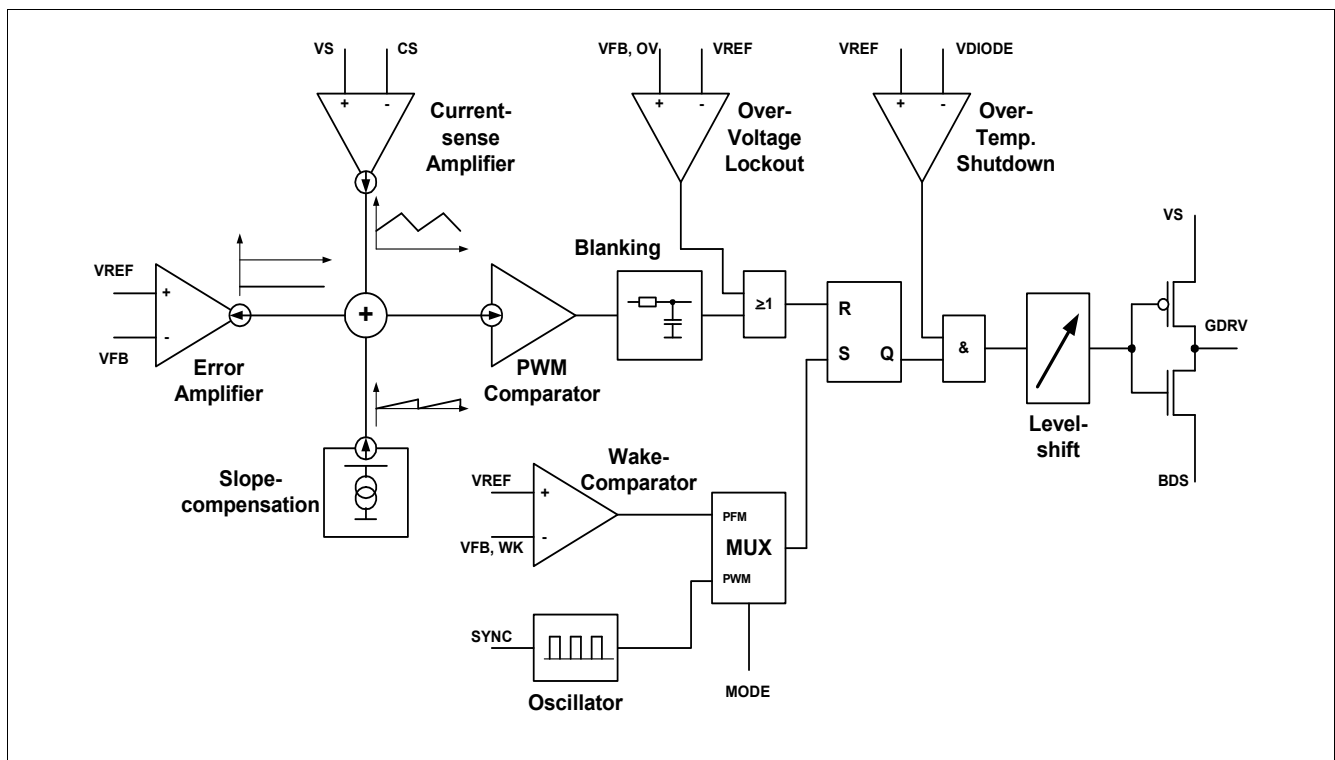 VS
CS
VFB, OV
VREF
VREF
VDIODE
+ -
+ -
+ -
Current-
sense
Amplifier
Over-
Voltage
Lockout
Over-
Temp.
Shutdown
VS
Blanking
VREF
+
-
VFB
+
≥1
R
S
Q
&
GDRV
Error
Amplifier
PWM
Comparator
Level-
shift
BDS
Slope-
compensation
Wake-
Comparator
VREF
+
-
VFB, WK
PFM
MUX
PWM
SYNC
Oscillator
MODE